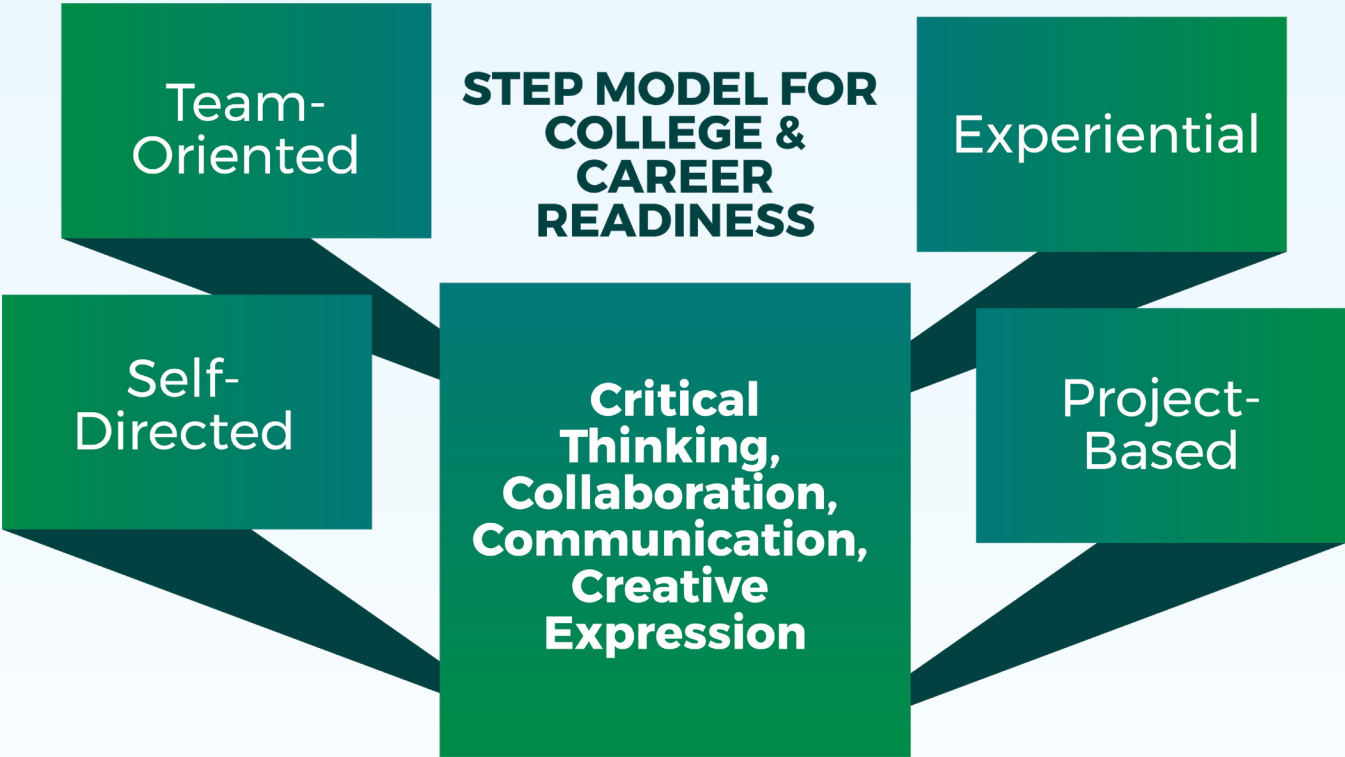 Team-
Oriented
STEP MODEL FOR
COLLEGE &
CAREER
READINESS
Experiential
Self-
Directed
Critical
Thinking,
Collaboration,
Communication,
Creative
Expression
Project-
Based